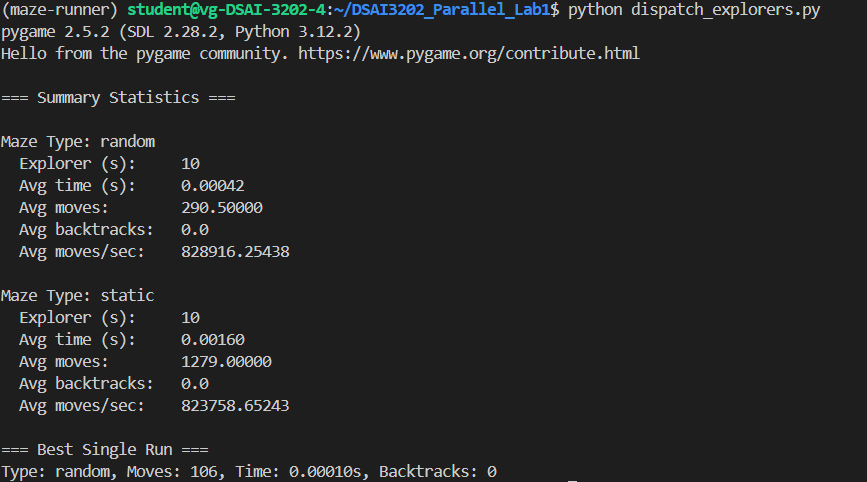 (maze-runner) student@vg-DSAI-3202-4:~/DSAI3202_Parallel_Lab1$ python dispatch_explorers.py
pygame 2.5.2 (SDL 2.28.2, Python 3.12.2)
Hello from the pygame community. https://www.pygame.org/contribute.html
=== Summary Statistics ===
Maze Type: random
Explorer (s): 10
Avg time (s): 0.00042
Avg moves: 290.50000
Avg backtracks: 0.0
Avg moves/sec: 828916.25438
Maze Type: static
Explorer (s): 10
Avg time (s): 0.00160
Avg moves: 1279.00000
Avg backtracks: 0.0
Avg moves/sec: 823758.65243
=== Best Single Run ===
Type: random, Moves: 106, Time: 0.00010s, Backtracks: 0